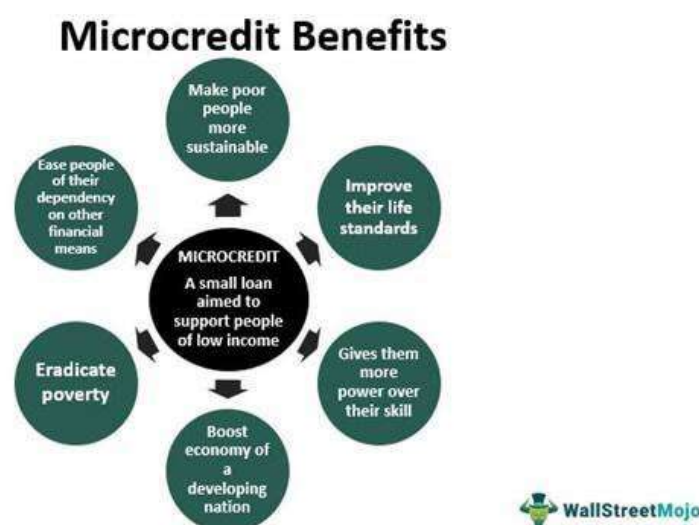 Microcredit Benefits
Make poor
people
more
sustainable
Improve
their life
standards
Gives them
more
power over
their skill
Boost
economy of
a
developing
nation
Eradicate
poverty
Ease people
of their
dependency
on other
financial
means
MICROCREDIT
A small loan
aimed to
support people
of low income
WallStreetMojo